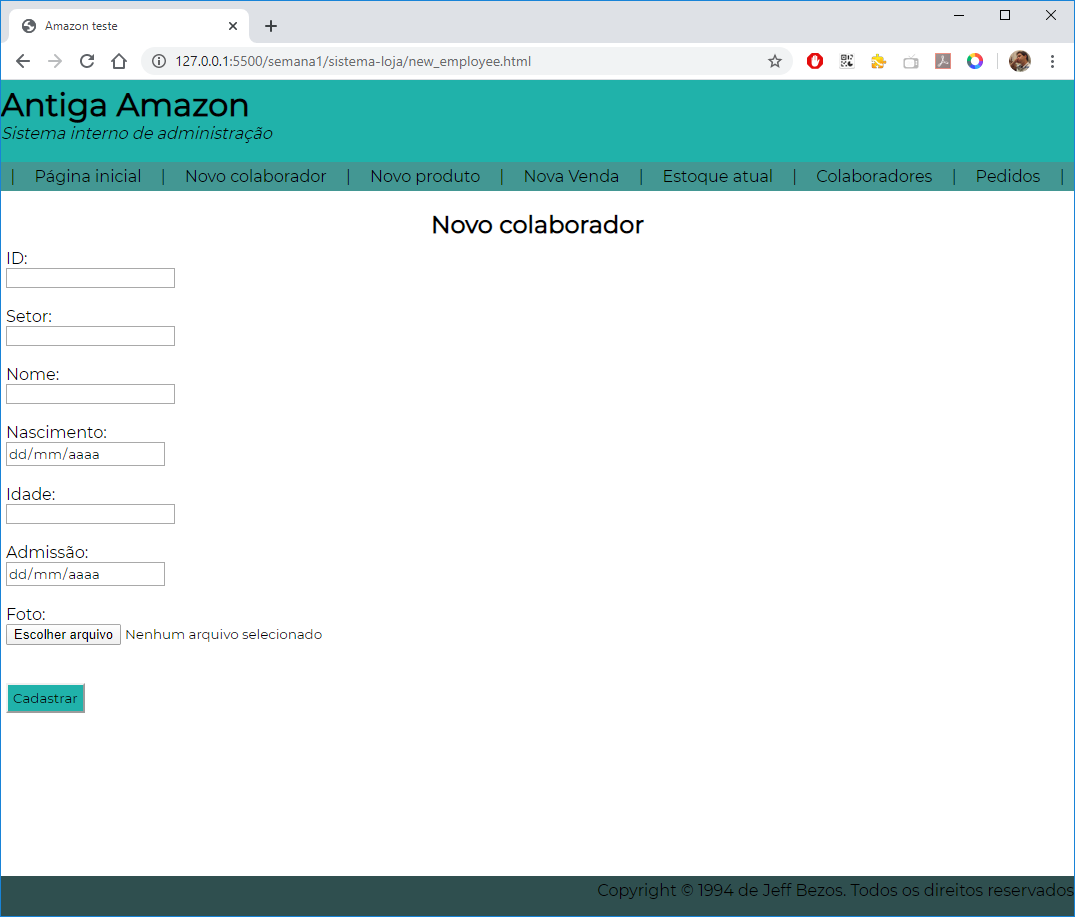 Amazon teste
127.0.0.1:5500/semana1/sistema-loja/new_employee.html
Antiga Amazon
Sistema interno de administração
| Página inicial | Novo colaborador | Novo produto | Nova Venda | Estoque atual | Colaboradores | Pedidos |
Novo colaborador
ID:
Setor:
Nome:
Nascimento:
dd/mm/aaaa
Idade:
Admissão:
dd/mm/aaaa
Foto:
Escolher arquivo Nenhum arquivo selecionado
Cadastrar
Copyright © 1994 de Jeff Bezos. Todos os direitos reservados